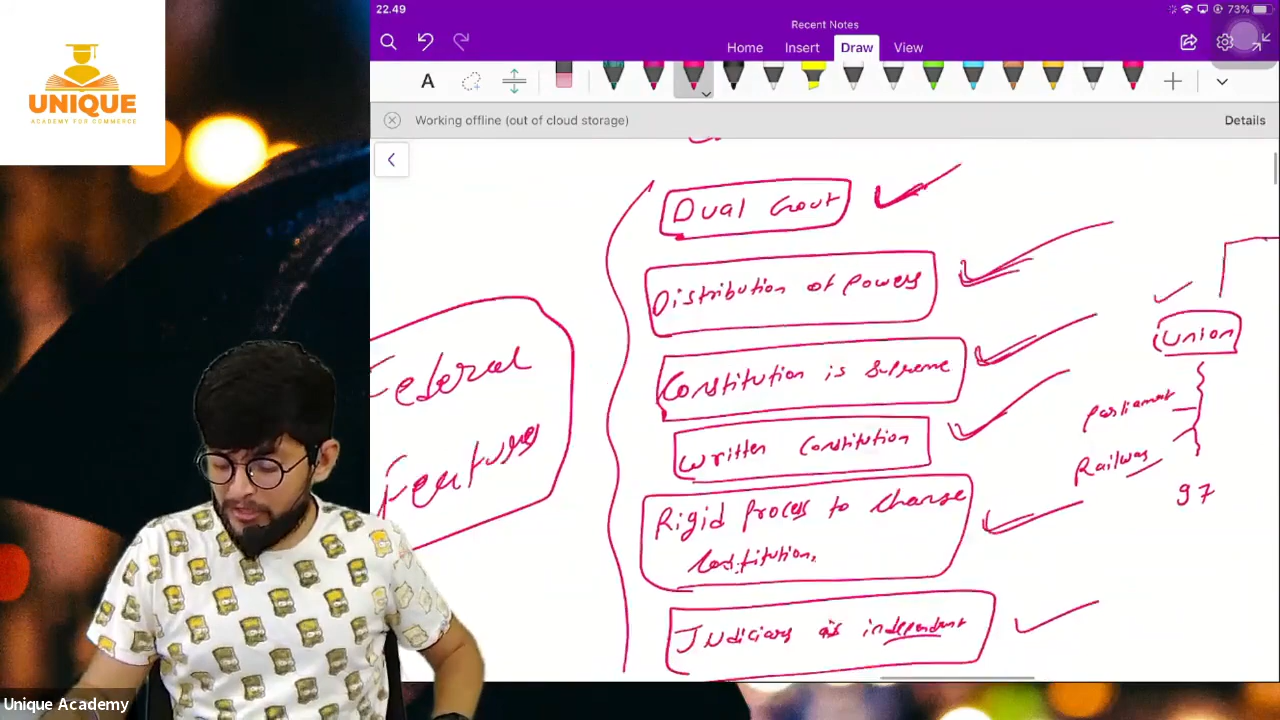 22.49
73%
Recent Notes
Home Insert Draw View
A
Working offline (out of cloud storage)
Details
UNIQUE
ACADEMY FOR COMMERCE
Dual Govt
Distribution of Powers
Constitution is Supreme
Written Constitution
Rigid Process to change
Constitution.
Judiciary is independent
Federal
Features
Union
Parliament
Railway
97
Unique Academy